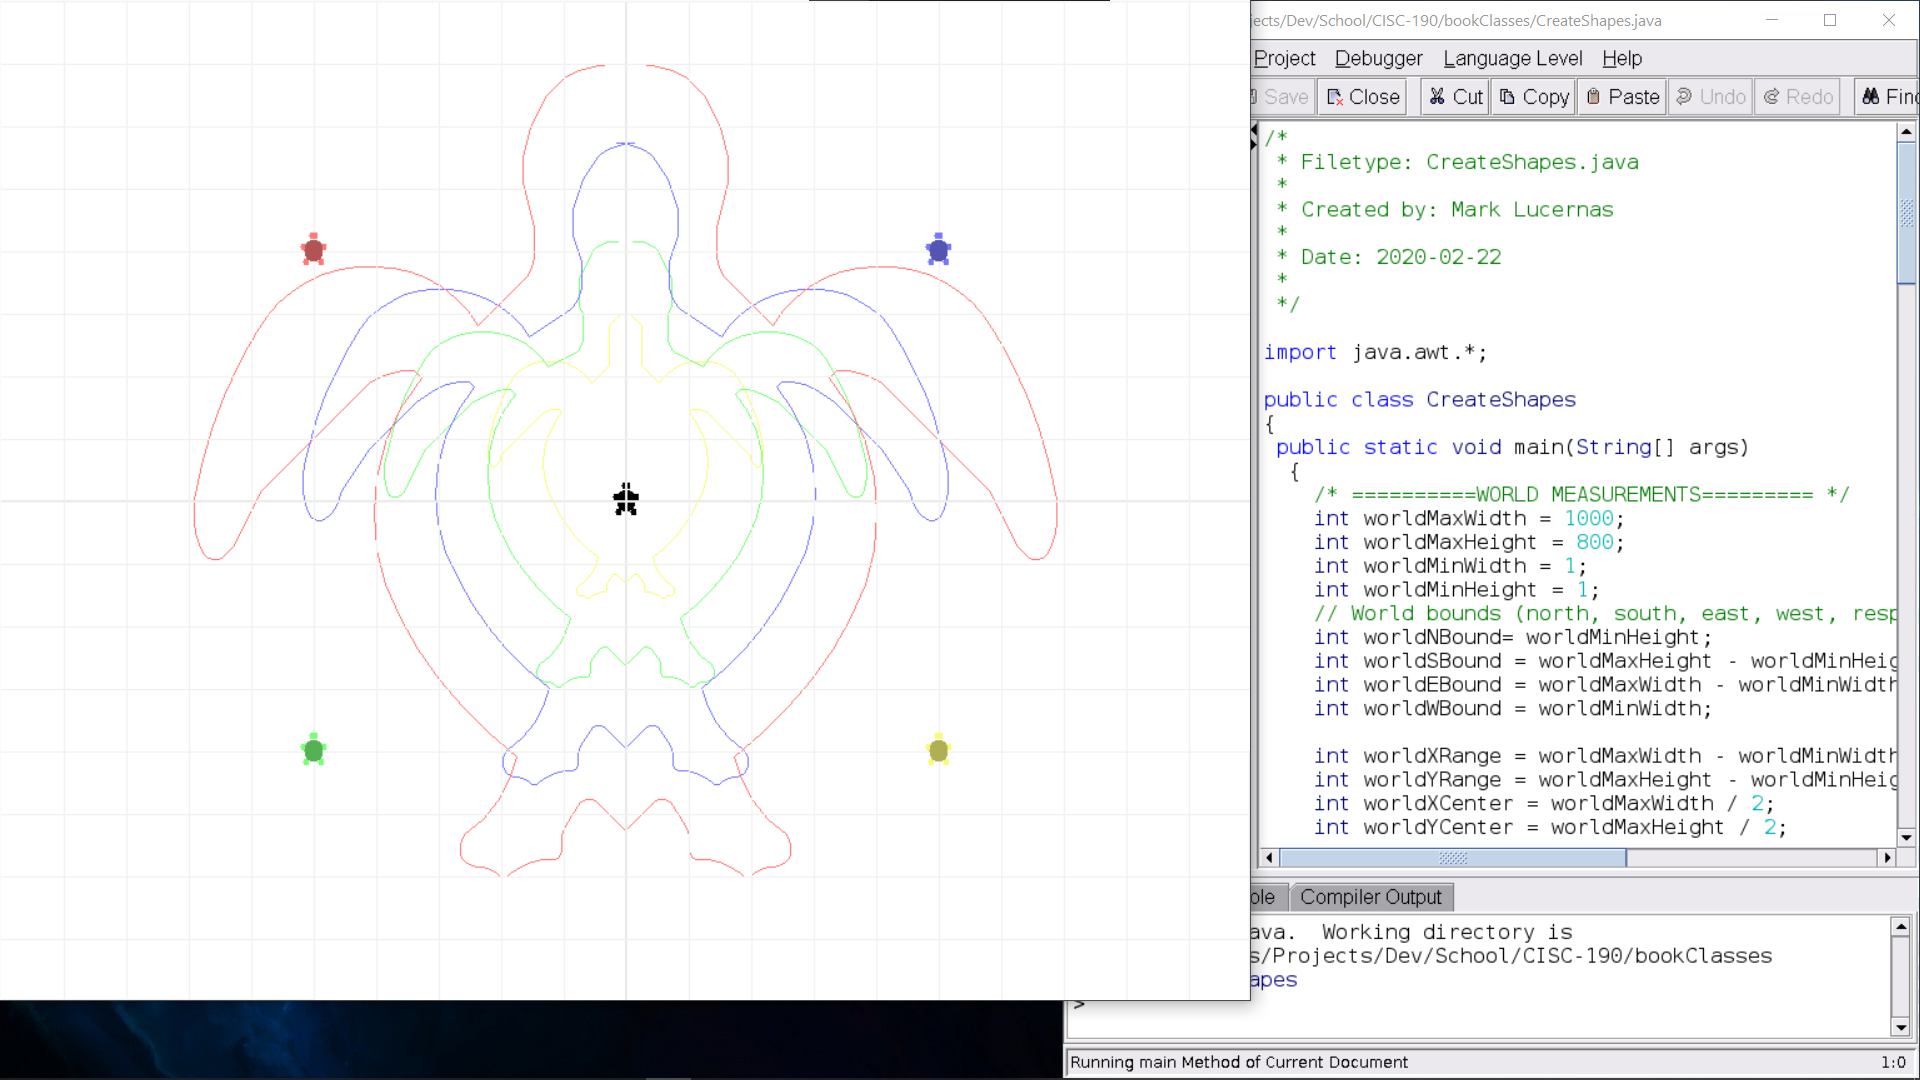 jects/Dev/School/CISC-190/bookClasses/CreateShapes.java
Project Debugger Language Level Help
Save Close Cut Copy Paste Undo Redo Find
/*
* Filetype: CreateShapes.java
*
* Created by: Mark Lucernas
*
* Date: 2020-02-22
*
*/
import java.awt.*;
public class CreateShapes
{
public static void main(String[] args)
{
/* ==========WORLD MEASUREMENTS========= */
int worldMaxWidth = 1000;
int worldMaxHeight = 800;
int worldMinWidth = 1;
int worldMinHeight = 1;
// World bounds (north, south, east, west, resp
int worldNBound= worldMinHeight;
int worldSBound = worldMaxHeight - worldMinHeig
int worldEBound = worldMaxWidth - worldMinWidth
int worldWBound = worldMinWidth;
int worldXRange = worldMaxWidth - worldMinWidth
int worldYRange = worldMaxHeight - worldMinHeig
int worldXCenter = worldMaxWidth / 2;
int worldYCenter = worldMaxHeight / 2;
ole Compiler Output
ava. Working directory is
s/Projects/Dev/School/CISC-190/bookClasses
apes
>
Running main Method of Current Document 1:0